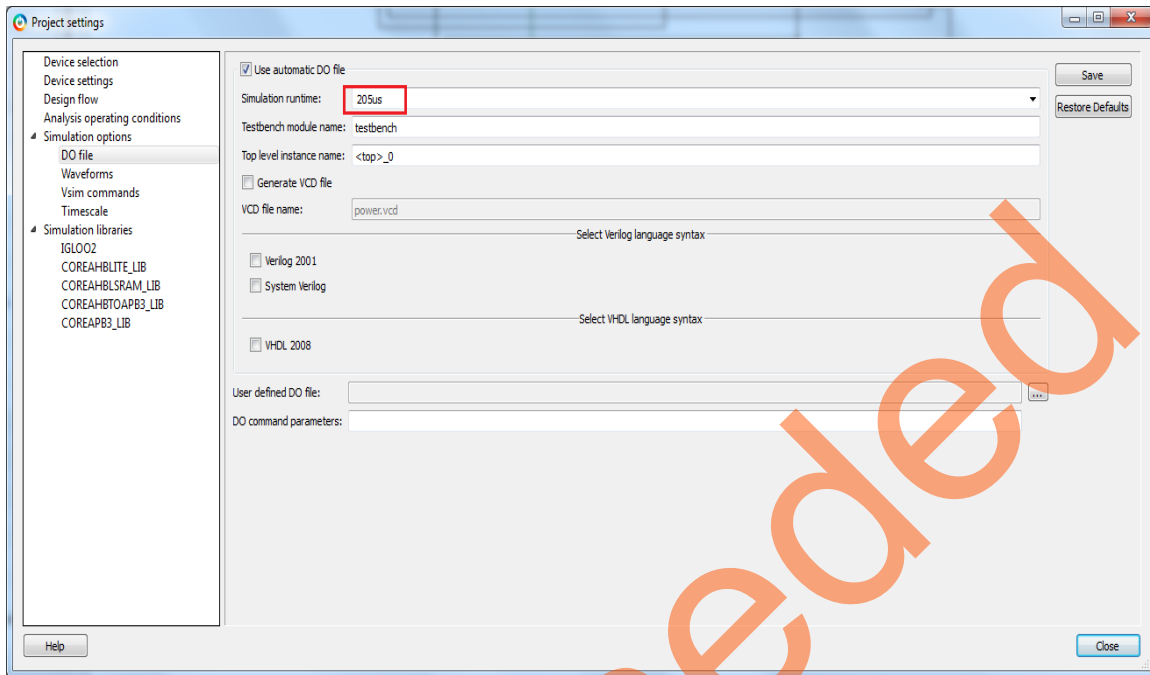 Project settings
Device selection
Device settings
Design flow
Analysis operating conditions
Simulation options
DO file
Waveforms
Vsim commands
Timescale
Simulation libraries
IGLOO2
COREAHBLITE_LIB
COREAHBLSRAM_LIB
COREAHBTOAPB3_LIB
COREAPB3_LIB
Use automatic DO file
Simulation runtime: 205us
Testbench module name: testbench
Top level instance name: <top>_0
Generate VCD file
VCD file name: power.vcd
Select Verilog language syntax
Verilog 2001
System Verilog
Select VHDL language syntax
VHDL 2008
User defined DO file: ...
DO command parameters:
Save
Restore Defaults
Help
Close
eded